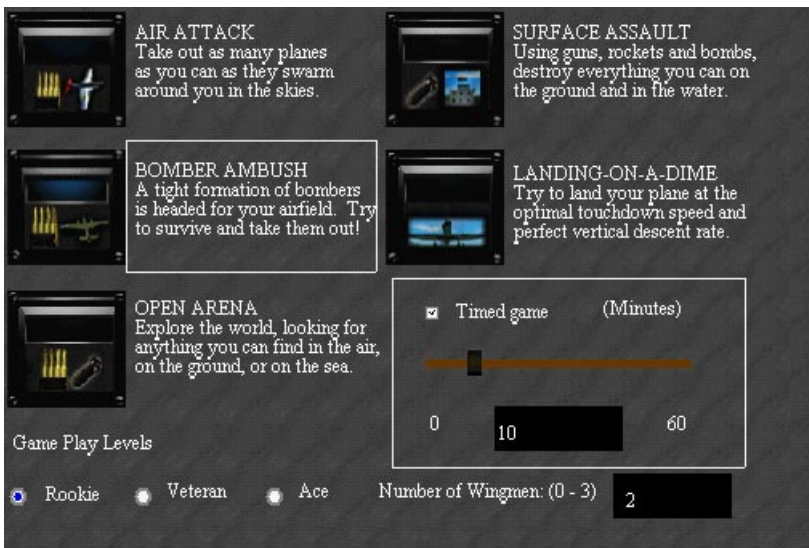 AIR ATTACK
Take out as many planes
as you can as they swarm
around you in the skies.
SURFACE ASSAULT
Using guns, rockets and bombs,
destroy everything you can on
the ground and in the water.
BOMBER AMBUSH
A tight formation of bombers
is headed for your airfield. Try
to survive and take them out!
LANDING-ON-A-DIME
Try to land your plane at the
optimal touchdown speed and
perfect vertical descent rate.
OPEN ARENA
Explore the world, looking for
anything you can find in the air,
on the ground, or on the sea.
Timed game (Minutes)
0 10 60
Game Play Levels
Rookie Veteran Ace
Number of Wingmen: (0 - 3) 2